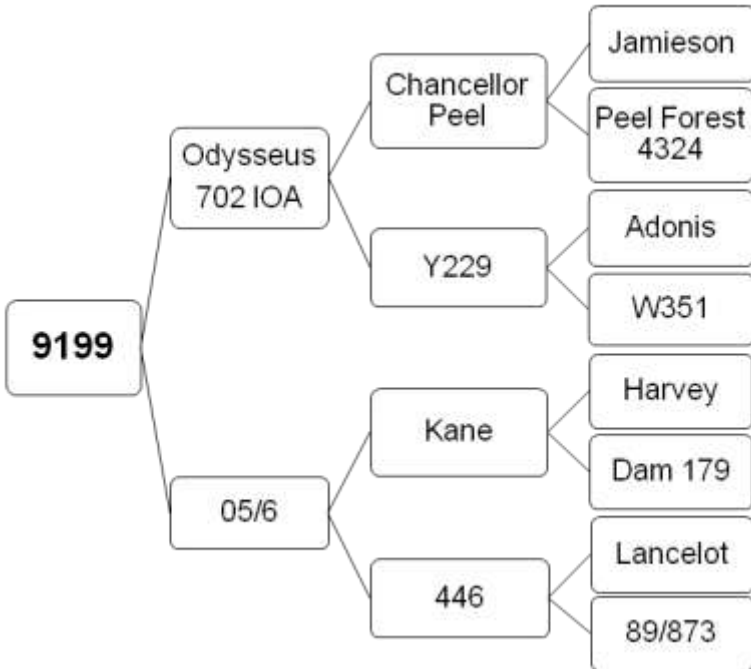 Jamieson
Chancellor
Peel
Peel Forest
4324
Odysseus
702 IOA
Adonis
Y229
W351
9199
Harvey
Kane
Dam 179
05/6
Lancelot
446
89/873